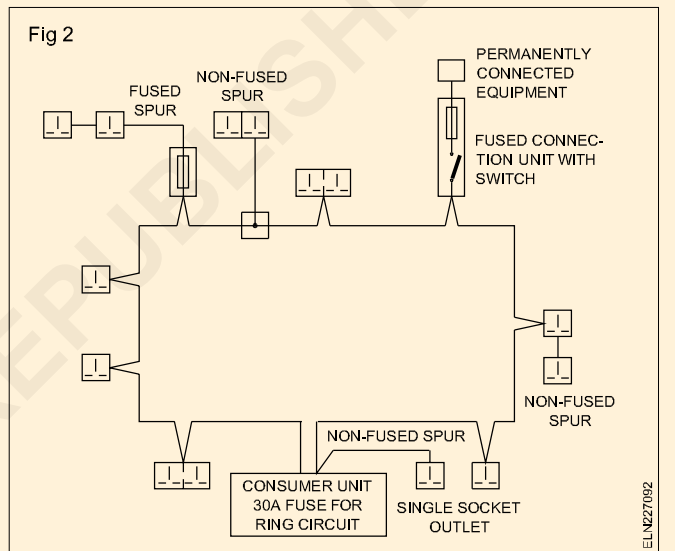 Fig 2
PERMANENTLY
CONNECTED
EQUIPMENT
NON-FUSED
SPUR
FUSED
SPUR
FUSED CONNEC-
TION UNIT WITH
SWITCH
NON-FUSED
SPUR
NON-FUSED SPUR
CONSUMER UNIT
30A FUSE FOR
RING CIRCUIT
SINGLE SOCKET
OUTLET
ELN227092
REPUBLISHE